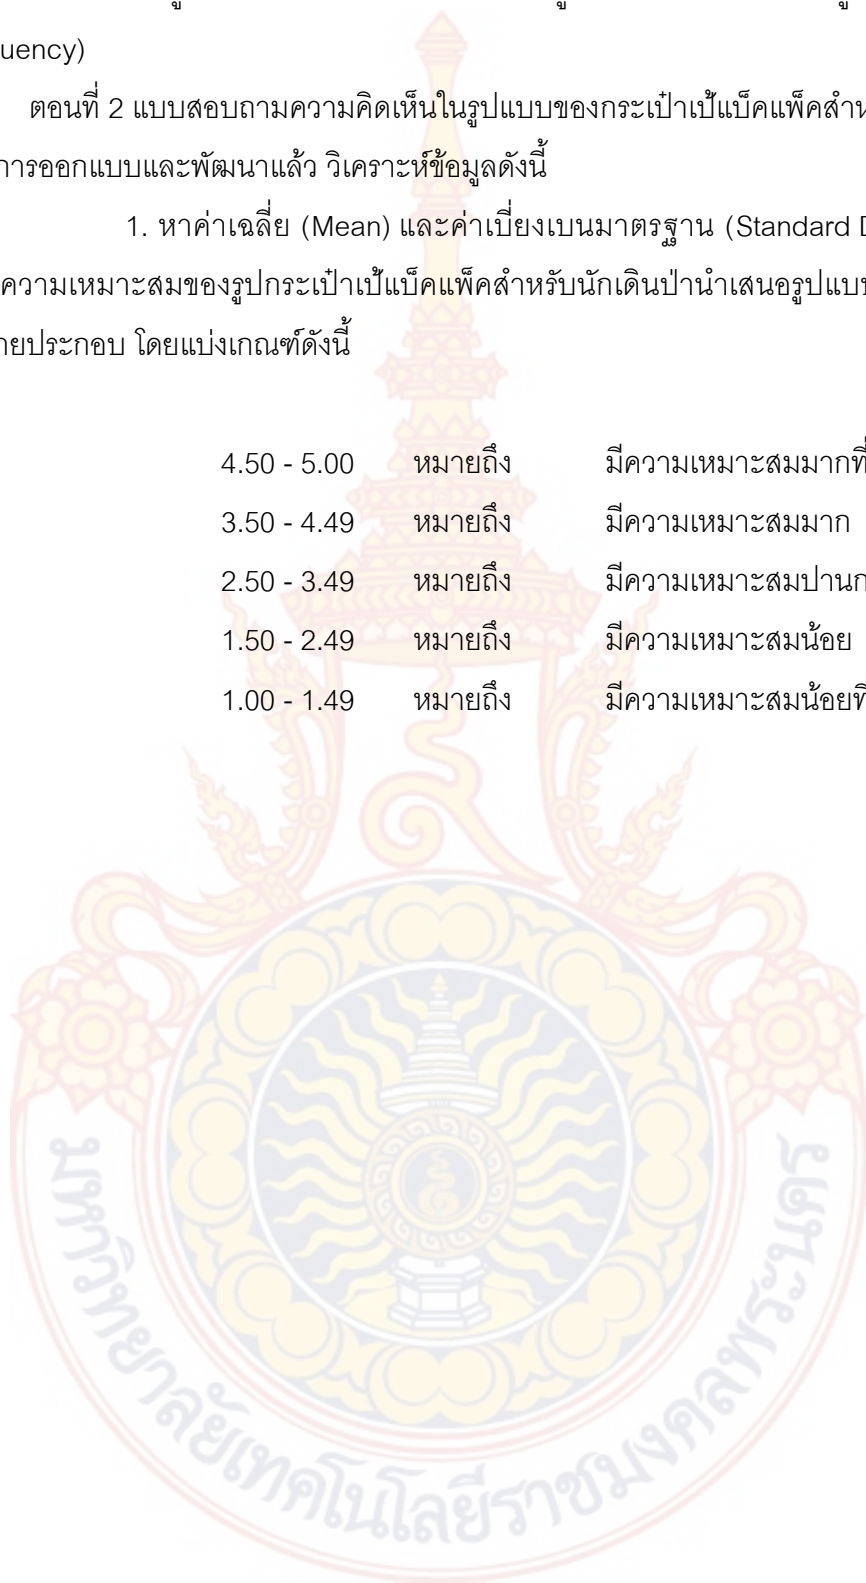 uency)
ตอนที่ 2 แบบสอบถามความคิดเห็นในรูปแบบของกระเป๋าเป้แบ็คแพ็คสำห
การออกแบบและพัฒนาแล้ว วิเคราะห์ข้อมูลดังนี้
1. หาค่าเฉลี่ย (Mean) และค่าเบี่ยงเบนมาตรฐาน (Standard D
ความเหมาะสมของรูปกระเป๋าเป้แบ็คแพ็คสำหรับนักเดินป่านำเสนอรูปแบบ
ายประกอบ โดยแบ่งเกณฑ์ดังนี้
4.50 - 5.00 หมายถึง มีความเหมาะสมมากที่
3.50 - 4.49 หมายถึง มีความเหมาะสมมาก
2.50 - 3.49 หมายถึง มีความเหมาะสมปานก
1.50 - 2.49 หมายถึง มีความเหมาะสมน้อย
1.00 - 1.49 หมายถึง มีความเหมาะสมน้อยที
มหาวิทยาลัยเทคโนโลยีราชมงคลพระนคร